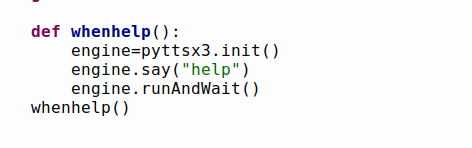 def whenhelp():
    engine=pyttsx3.init()
    engine.say("help")
    engine.runAndWait()
whenhelp()